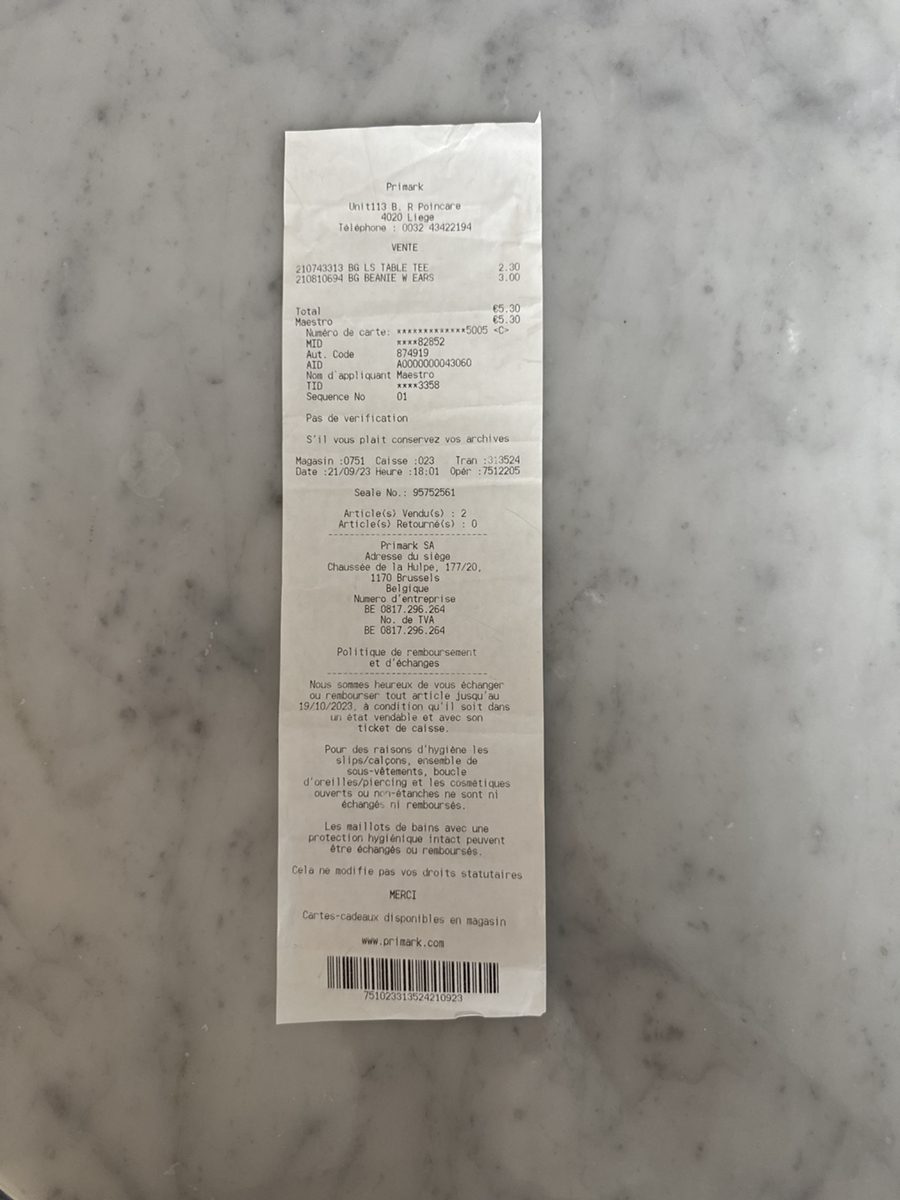 Primark
Unit113 B. R Poincare
4020 Liege
Téléphone : 0032 43422194
VENTE
210743313 BG LS TABLE TEE 2.30
210810694 BG BEANIE W EARS 3.00
Total €5.30
Maestro €5.30
Numéro de carte: *************5005 <C>
MID ****82852
Aut. Code 874919
AID A0000000043060
Nom d'appliquant Maestro
TID ****3358
Sequence No 01
Pas de verification
S'il vous plait conservez vos archives
Magasin :0751 Caisse :023 Tran :313524
Date :21/09/23 Heure :18:01 Opér :7512205
Seale No.: 95752561
Article(s) Vendu(s) : 2
Article(s) Retourné(s) : 0
------------------------------
Primark SA
Adresse du siège
Chaussée de la Hulpe, 177/20,
1170 Brussels
Belgique
Numero d'entreprise
BE 0817.296.264
No. de TVA
BE 0817.296.264
Politique de remboursement
et d'échanges
------------------------------
Nous sommes heureux de vous échanger
ou rembourser tout article jusqu'au
19/10/2023, à condition qu'il soit dans
un état vendable et avec son
ticket de caisse.
Pour des raisons d'hygiène les
slips/calçons, ensemble de
sous-vêtements, boucle
d'oreilles/piercing et les cosmétiques
ouverts ou non-étanches ne sont ni
échangés ni remboursés.
Les maillots de bains avec une
protection hygiénique intact peuvent
être échangés ou remboursés.
Cela ne modifie pas vos droits statutaires
MERCI
Cartes-cadeaux disponibles en magasin
www.primark.com
751023313524210923